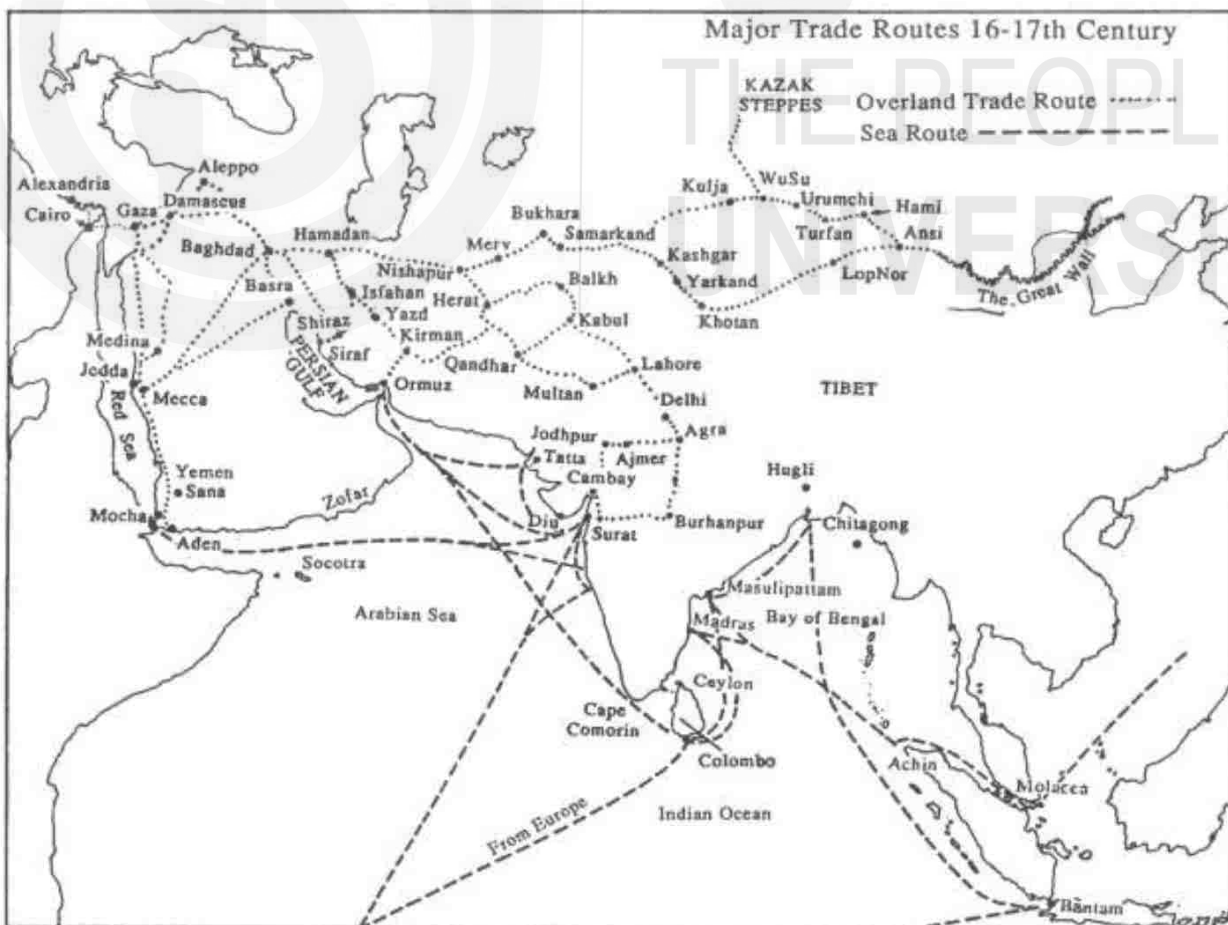 Major Trade Routes 16-17th Century
THE PEOPL
UNIVERSI
KAZAK
STEPPES
Overland Trade Route
Sea Route
Aleppo
Alexandria
Damascus
Cairo
Gaza
Baghdad
Hamadan
Basra
Kulja
WuSu
Urumchi
Hami
Turfan
Ansi
Bukhara
Samarkand
Merv
Nishapur
Kashgar
Yarkand
LopNor
Khotan
The Great Wall
Balkh
Herat
Kabul
Isfahan
Yazd
Shiraz
Siraf
Kirman
Qandhar
Lahore
Multan
Medina
Jedda
Mecca
Red Sea
PERSIAN
GULF
Ormuz
TIBET
Delhi
Agra
Jodhpur
Ajmer
Tatta
Cambay
Hugli
Yemen
Sana
Zofar
Mocha
Aden
Diu
Surat
Burhanpur
Chitagong
Socotra
Arabian Sea
Masulipattam
Madras
Bay of Bengal
Ceylon
Cape
Comorin
Colombo
Achin
Molacca
From Europe
Indian Ocean
Bantam